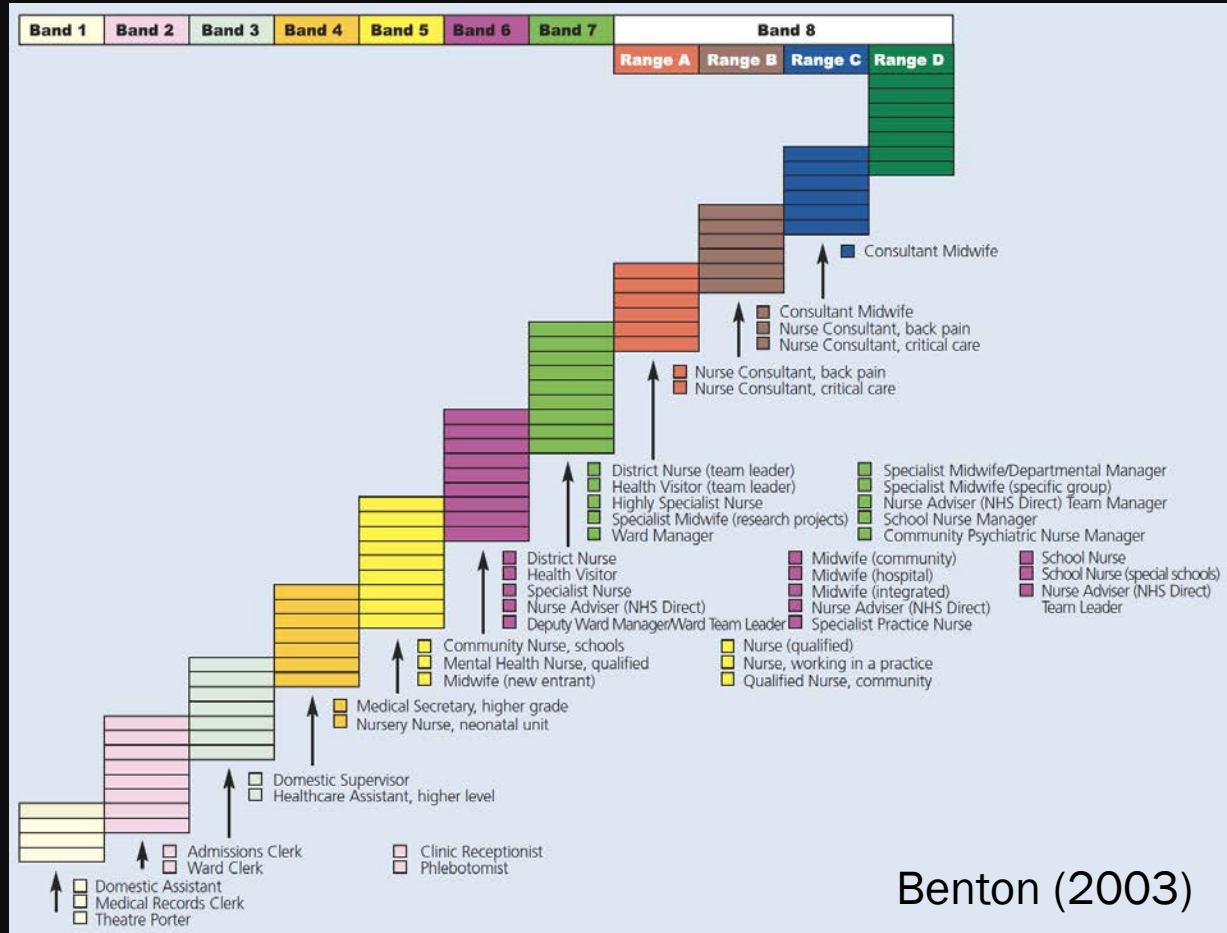 Band 1
Band 2
Band 3
Band 4
Band 5
Band 6
Band 7
Band 8
Range A
Range B
Range C
Range D
Consultant Midwife
Consultant Midwife
Nurse Consultant, back pain
Nurse Consultant, critical care
Nurse Consultant, back pain
Nurse Consultant, critical care
District Nurse (team leader)
Health Visitor (team leader)
Highly Specialist Nurse
Specialist Midwife (research projects)
Ward Manager
Specialist Midwife/Departmental Manager
Specialist Midwife (specific group)
Nurse Adviser (NHS Direct) Team Manager
School Nurse Manager
Community Psychiatric Nurse Manager
District Nurse
Health Visitor
Specialist Nurse
Nurse Adviser (NHS Direct)
Deputy Ward Manager/Ward Team Leader
Midwife (community)
Midwife (hospital)
Midwife (integrated)
Nurse Adviser (NHS Direct)
Specialist Practice Nurse
School Nurse
School Nurse (special schools)
Nurse Adviser (NHS Direct)
Team Leader
Community Nurse, schools
Mental Health Nurse, qualified
Midwife (new entrant)
Nurse (qualified)
Nurse, working in a practice
Qualified Nurse, community
Medical Secretary, higher grade
Nursery Nurse, neonatal unit
Domestic Supervisor
Healthcare Assistant, higher level
Admissions Clerk
Ward Clerk
Clinic Receptionist
Phlebotomist
Domestic Assistant
Medical Records Clerk
Theatre Porter
Benton (2003)